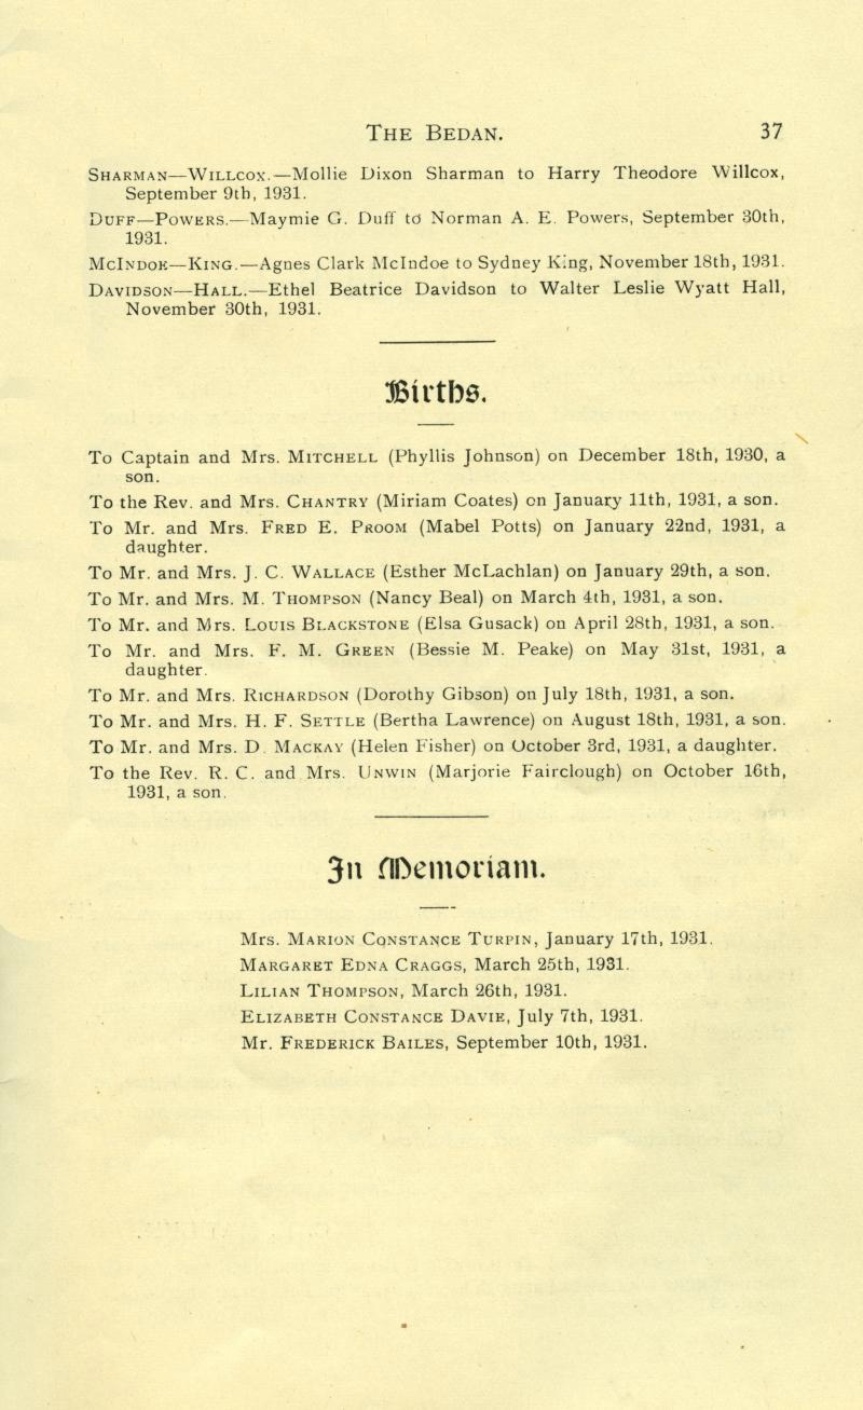 THE BEDAN. 37
SHARMAN—WILLCOX.—Mollie Dixon Sharman to Harry Theodore Willcox,
September 9th, 1931.
DUFF—POWERS.—Maymie G. Duff to Norman A. E. Powers, September 30th,
1931.
MCINDOE—KING.—Agnes Clark McIndoe to Sydney King, November 18th, 1931.
DAVIDSON—HALL.—Ethel Beatrice Davidson to Walter Leslie Wyatt Hall,
November 30th, 1931.
Births.
To Captain and Mrs. MITCHELL (Phyllis Johnson) on December 18th, 1930, a
son.
To the Rev. and Mrs. CHANTRY (Miriam Coates) on January 11th, 1931, a son.
To Mr. and Mrs. FRED E. PROOM (Mabel Potts) on January 22nd, 1931, a
daughter.
To Mr. and Mrs. J. C. WALLACE (Esther McLachlan) on January 29th, a son.
To Mr. and Mrs. M. THOMPSON (Nancy Beal) on March 4th, 1931, a son.
To Mr. and Mrs. LOUIS BLACKSTONE (Elsa Gusack) on April 28th, 1931, a son.
To Mr. and Mrs. F. M. GREEN (Bessie M. Peake) on May 31st, 1931, a
daughter.
To Mr. and Mrs. RICHARDSON (Dorothy Gibson) on July 18th, 1931, a son.
To Mr. and Mrs. H. F. SETTLE (Bertha Lawrence) on August 18th, 1931, a son.
To Mr. and Mrs. D. MACKAY (Helen Fisher) on October 3rd, 1931, a daughter.
To the Rev. R. C. and Mrs. UNWIN (Marjorie Fairclough) on October 16th,
1931, a son.
In Memoriam.
Mrs. MARION CONSTANCE TURPIN, January 17th, 1931.
MARGARET EDNA CRAGGS, March 25th, 1931.
LILIAN THOMPSON, March 26th, 1931.
ELIZABETH CONSTANCE DAVIE, July 7th, 1931.
Mr. FREDERICK BAILES, September 10th, 1931.